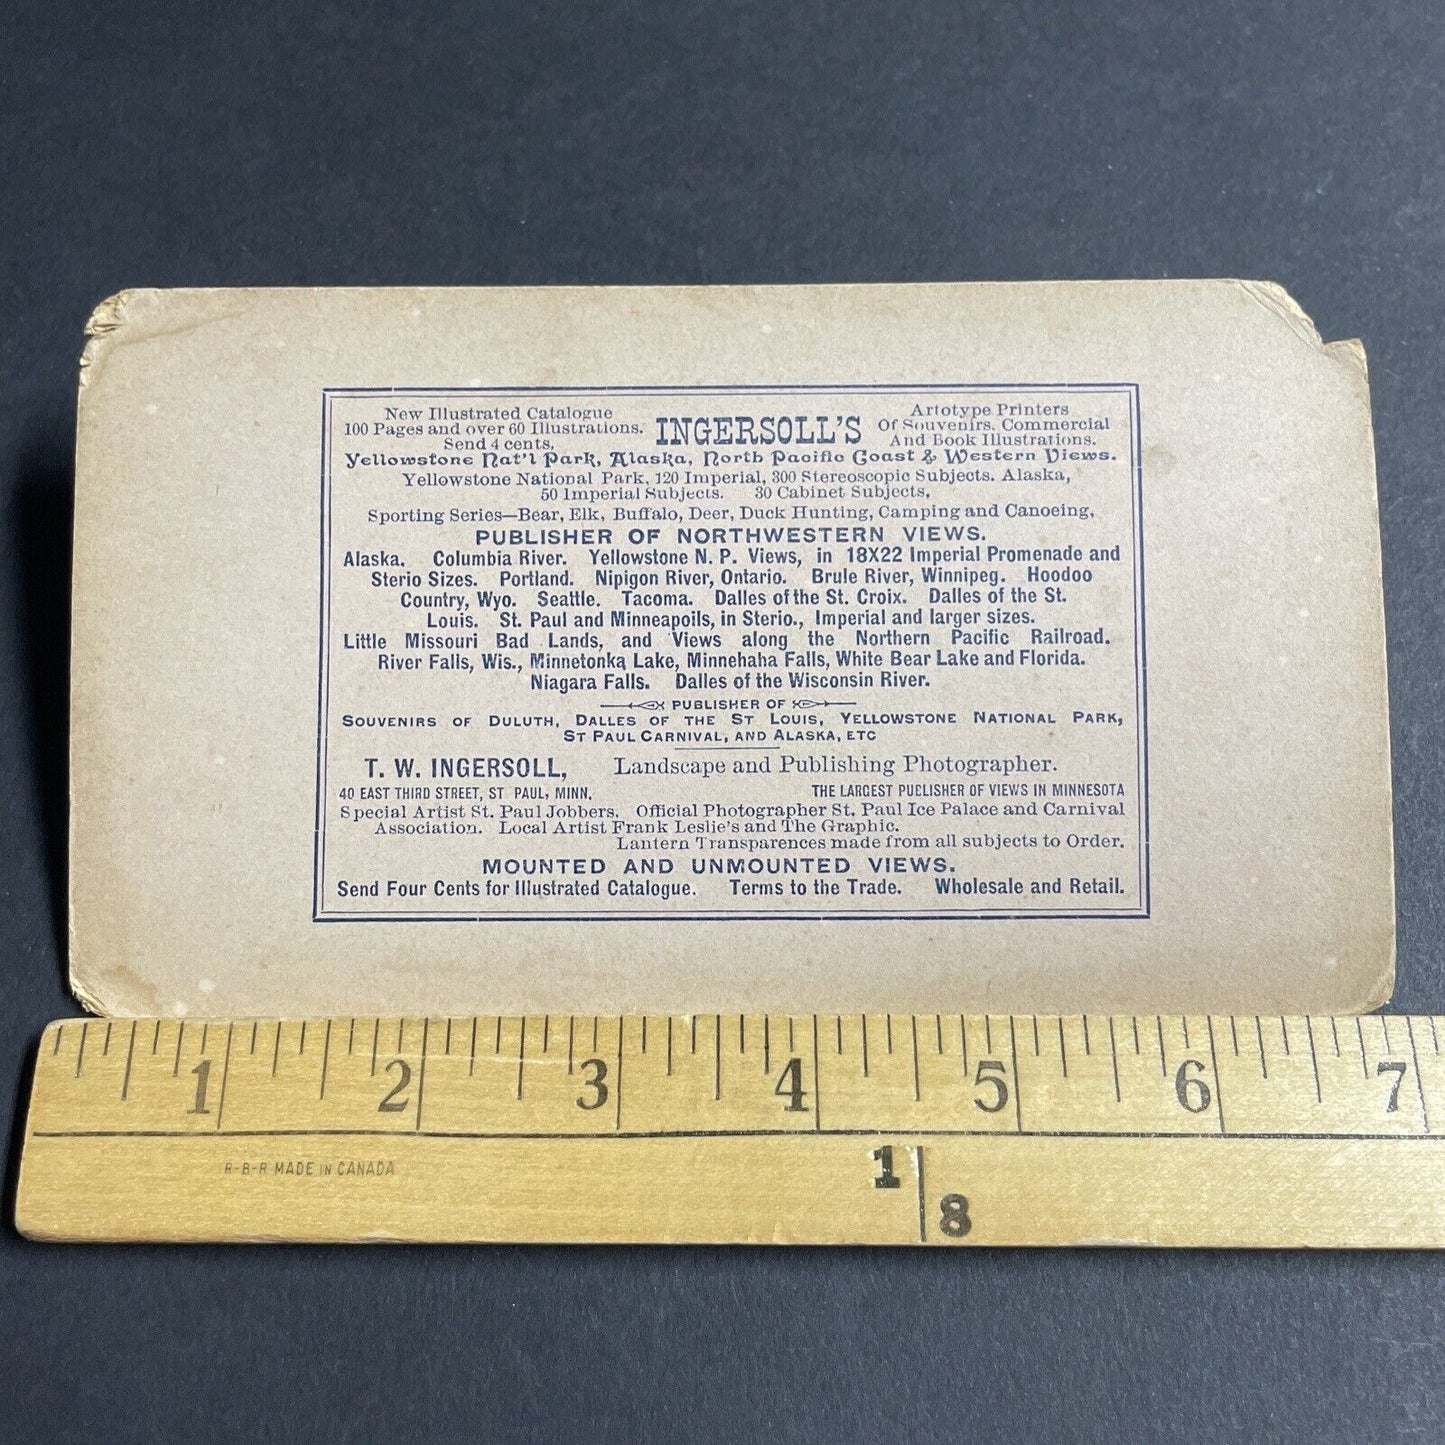 New Illustrated Catalogue
100 Pages and over 60 Illustrations.
Send 4 cents,
INGERSOLL'S
Artotype Printers
Of Souvenirs. Commercial
And Book Illustrations.
Yellowstone Nat'l Park, Alaska, North Pacific Coast & Western Views.
Yellowstone National Park, 120 Imperial, 300 Stereoscopic Subjects. Alaska,
50 Imperial Subjects. 30 Cabinet Subjects,
Sporting Series—Bear, Elk, Buffalo, Deer, Duck Hunting, Camping and Canoeing,
PUBLISHER OF NORTHWESTERN VIEWS.
Alaska. Columbia River. Yellowstone N. P. Views, in 18X22 Imperial Promenade and
Sterio Sizes. Portland. Nipigon River, Ontario. Brule River, Winnipeg. Hoodoo
Country, Wyo. Seattle. Tacoma. Dalles of the St. Croix. Dalles of the St.
Louis. St. Paul and Minneapoils, in Sterio., Imperial and larger sizes.
Little Missouri Bad Lands, and Views along the Northern Pacific Railroad.
River Falls, Wis., Minnetonka Lake, Minnehaha Falls, White Bear Lake and Florida.
Niagara Falls. Dalles of the Wisconsin River.
PUBLISHER OF
SOUVENIRS OF DULUTH, DALLES OF THE ST LOUIS, YELLOWSTONE NATIONAL PARK,
ST PAUL CARNIVAL, AND ALASKA, ETC
T. W. INGERSOLL, Landscape and Publishing Photographer.
40 EAST THIRD STREET, ST PAUL, MINN, THE LARGEST PUBLISHER OF VIEWS IN MINNESOTA
Special Artist St. Paul Jobbers. Official Photographer St. Paul Ice Palace and Carnival
Association. Local Artist Frank Leslie's and The Graphic.
Lantern Transparences made from all subjects to Order.
MOUNTED AND UNMOUNTED VIEWS.
Send Four Cents for Illustrated Catalogue. Terms to the Trade. Wholesale and Retail.
1 2 3 4 5 6 7
R-B-R MADE IN CANADA
1
8